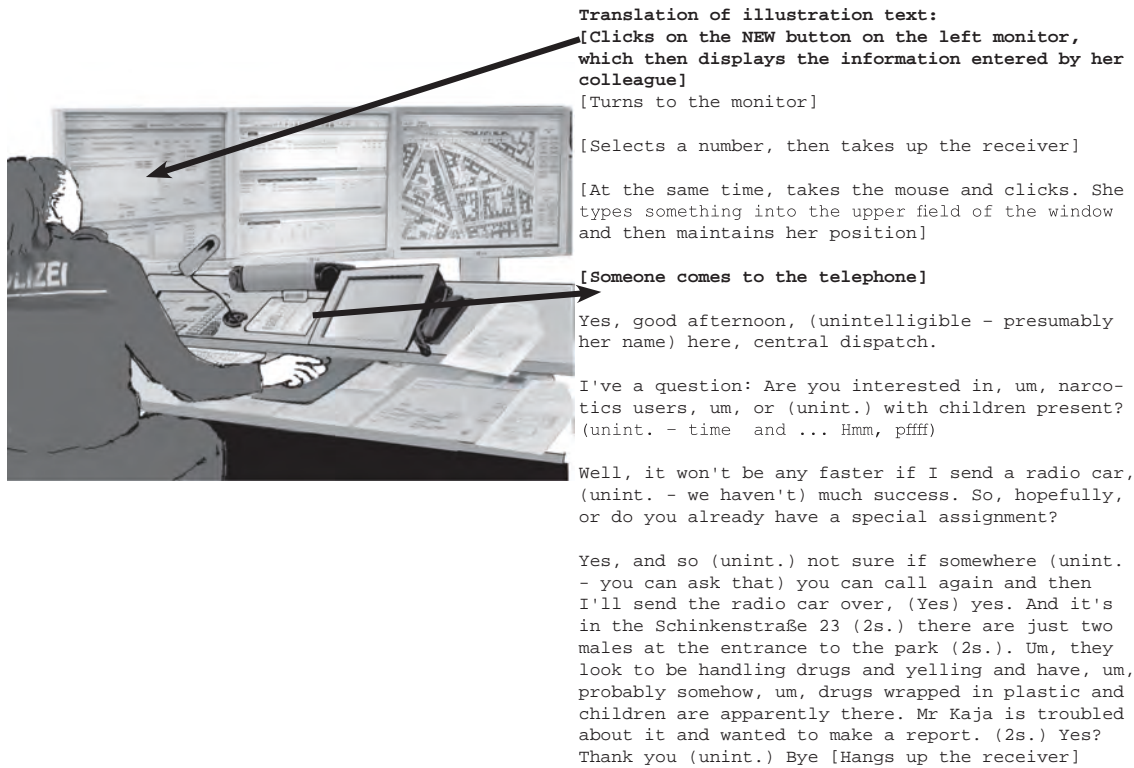 Translation of illustration text:
[Clicks on the NEW button on the left monitor,
which then displays the information entered by her
colleague]
[Turns to the monitor]
[Selects a number, then takes up the receiver]
[At the same time, takes the mouse and clicks. She
types something into the upper field of the window
and then maintains her position]
[Someone comes to the telephone]
Yes, good afternoon, (unintelligible – presumably
her name) here, central dispatch.
I've a question: Are you interested in, um, narco-
tics users, um, or (unint.) with children present?
(unint. – time and ... Hmm, pffff)
Well, it won't be any faster if I send a radio car,
(unint. – we haven't) much success. So, hopefully,
or do you already have a special assignment?
Yes, and so (unint.) not sure if somewhere (unint.
- you can ask that) you can call again and then
I'll send the radio car over, (Yes) yes. And it's
in the Schinkenstraße 23 (2s.) there are just two
males at the entrance to the park (2s.). Um, they
look to be handling drugs and yelling and have, um,
probably somehow, um, drugs wrapped in plastic and
children are apparently there. Mr Kaja is troubled
about it and wanted to make a report. (2s.) Yes?
Thank you (unint.) Bye [Hangs up the receiver]
OLIZEI